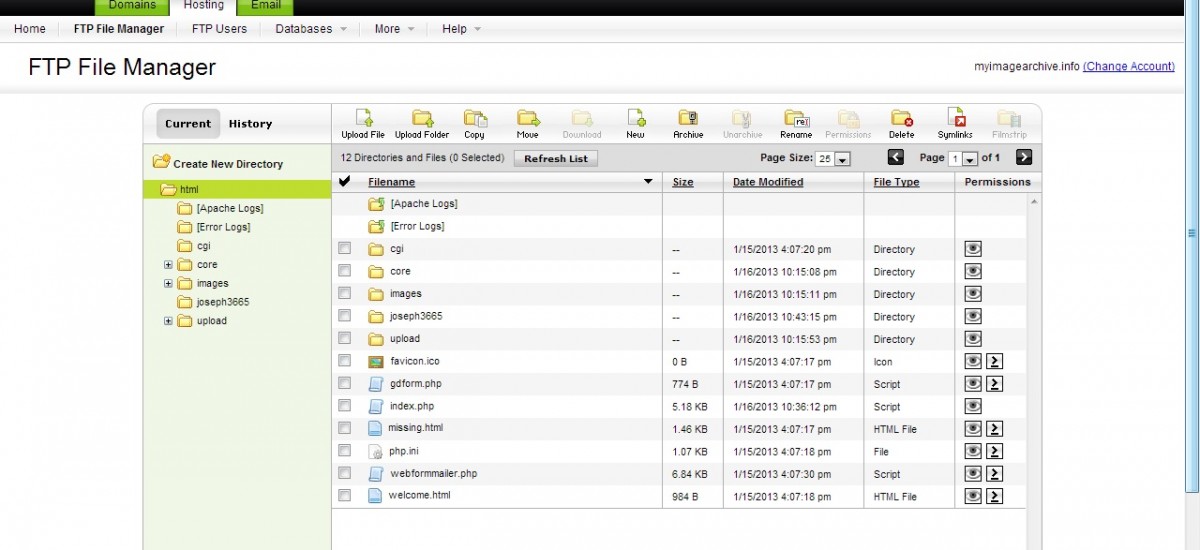 Domains Hosting Email
Home FTP File Manager FTP Users Databases More Help
FTP File Manager
myimagearchive.info (Change Account)
Current History
Upload File Upload Folder Copy Move Download New Archive Unarchive Rename Permissions Delete Symlinks Filmstrip
Create New Directory
html
[Apache Logs]
[Error Logs]
cgi
core
images
joseph3665
upload
12 Directories and Files (0 Selected) Refresh List Page Size: 25 Page 1 of 1
Filename Size Date Modified File Type Permissions
[Apache Logs]
[Error Logs]
cgi -- 1/15/2013 4:07:20 pm Directory
core -- 1/16/2013 10:15:08 pm Directory
images -- 1/16/2013 10:15:11 pm Directory
joseph3665 -- 1/16/2013 10:43:15 pm Directory
upload -- 1/16/2013 10:15:53 pm Directory
favicon.ico 0 B 1/15/2013 4:07:17 pm Icon
gdform.php 774 B 1/15/2013 4:07:17 pm Script
index.php 5.18 KB 1/16/2013 10:36:12 pm Script
missing.html 1.46 KB 1/15/2013 4:07:17 pm HTML File
php.ini 1.07 KB 1/15/2013 4:07:18 pm File
webformmailer.php 6.84 KB 1/15/2013 4:07:30 pm Script
welcome.html 984 B 1/15/2013 4:07:18 pm HTML File